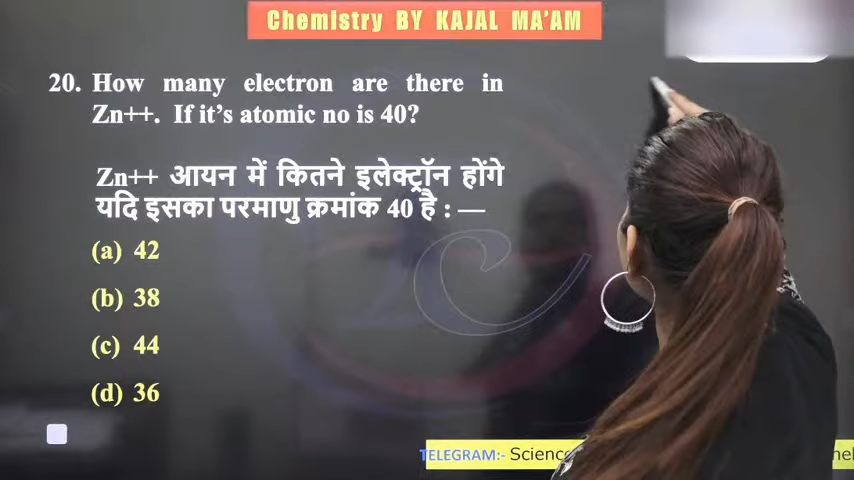 Chemistry BY KAJAL MA'AM
20. How many electron are there in
Zn++. If it's atomic no is 40?
Zn++ आयन में कितने इलेक्ट्रॉन होंगे
यदि इसका परमाणु क्रमांक 40 है : —
(a) 42
(b) 38
(c) 44
(d) 36
TELEGRAM:-